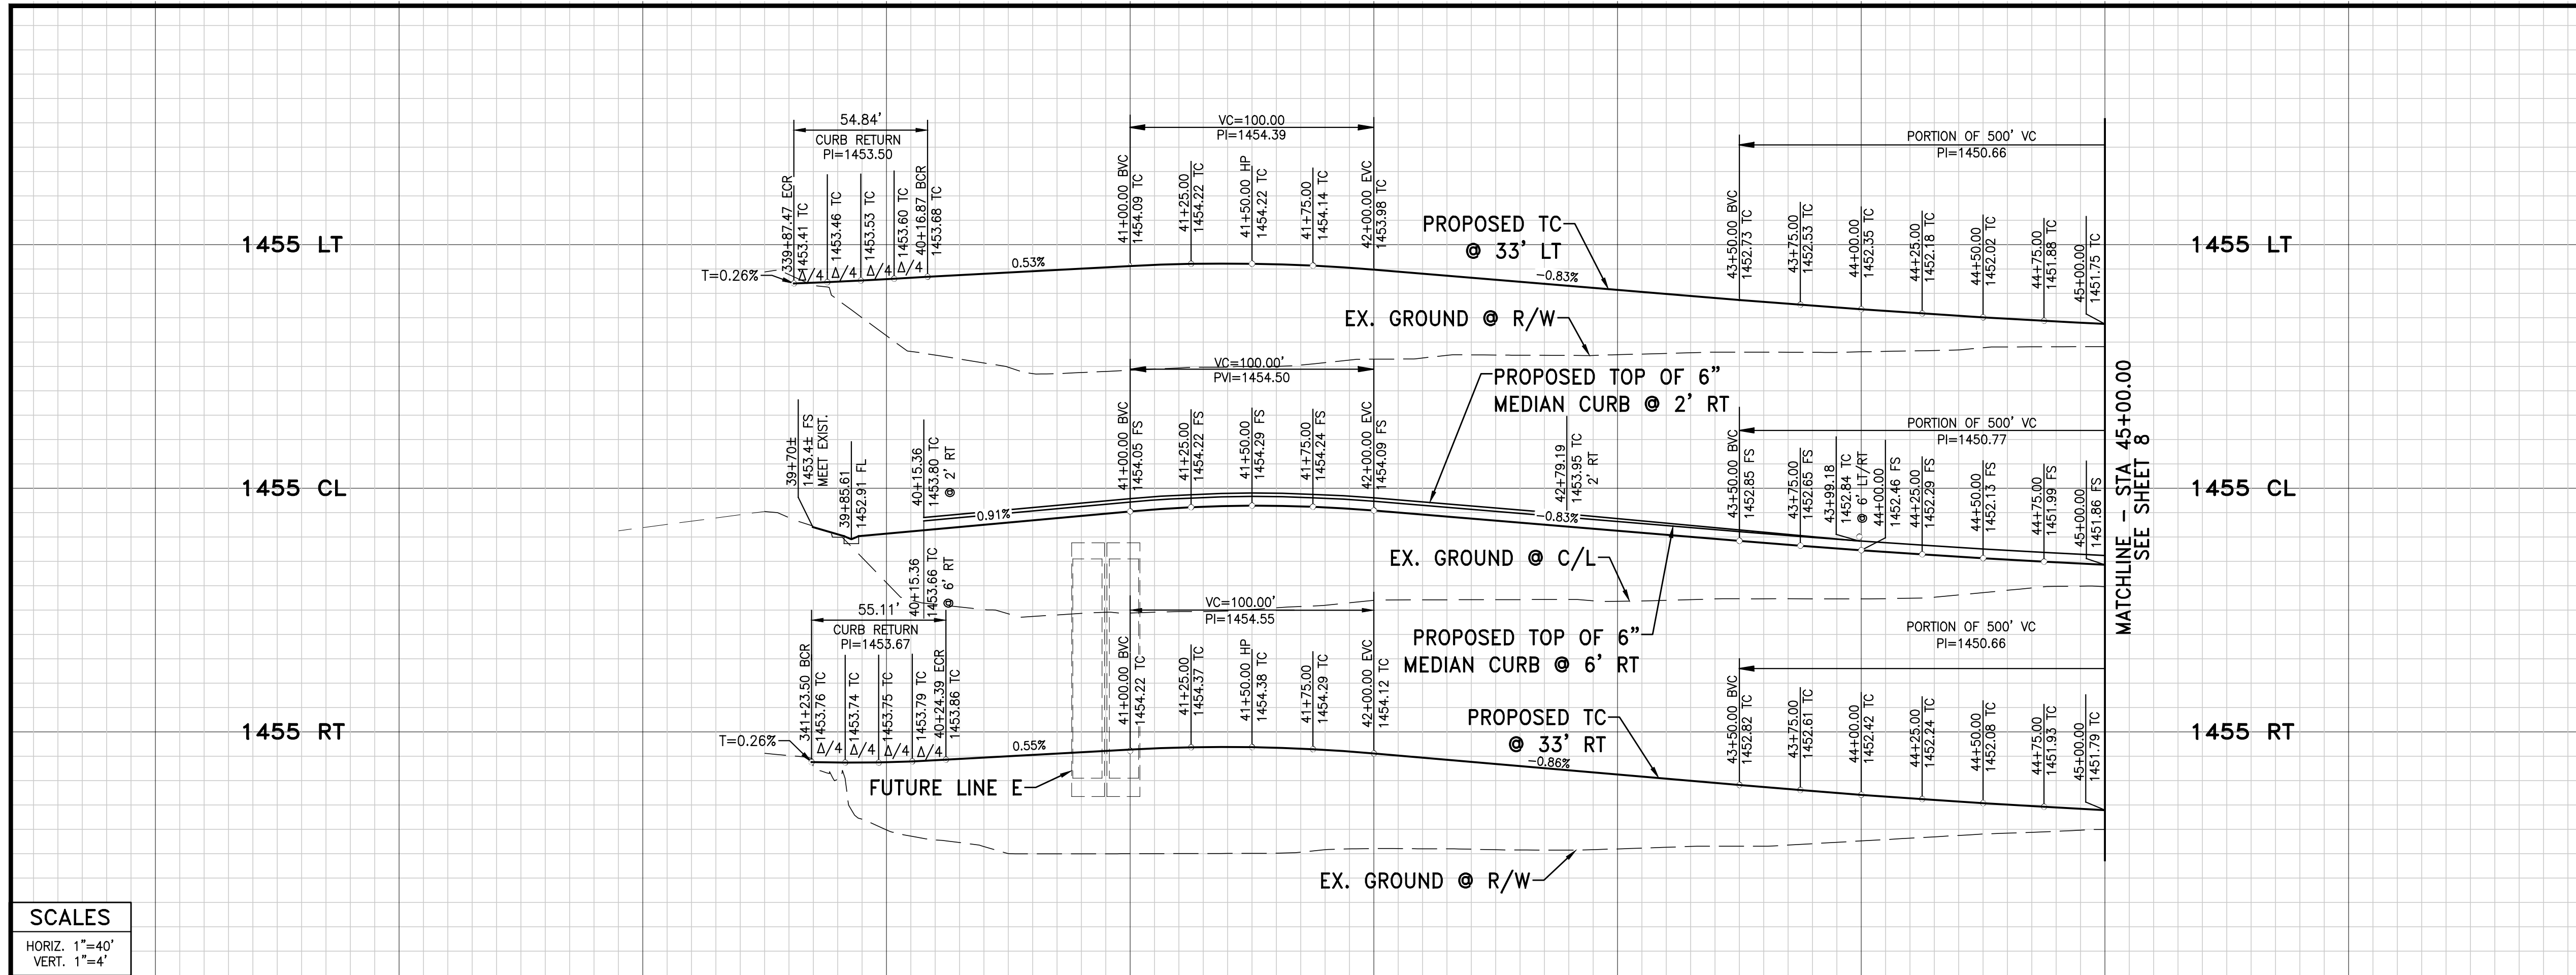 54.84'
CURB RETURN
PI=1453.50
339+87.47 ECR
1453.41 TC
1453.46 TC
1453.53 TC
1453.60 TC
40+16.87 BCR
1453.68 TC
T=0.26%
Δ/4
Δ/4
Δ/4
Δ/4
0.53%
VC=100.00
PI=1454.39
41+00.00 BVC
1454.09 TC
41+25.00
1454.22 TC
41+50.00 HP
1454.22 TC
41+75.00
1454.14 TC
42+00.00 EVC
1453.98 TC
PROPOSED TC
@ 33' LT
-0.83%
PORTION OF 500' VC
PI=1450.66
43+50.00 BVC
1452.73 TC
43+75.00
1452.53 TC
44+00.00
1452.35 TC
44+25.00
1452.18 TC
44+50.00
1452.02 TC
44+75.00
1451.88 TC
45+00.00
1451.75 TC
1455 LT
1455 LT
EX. GROUND @ R/W
VC=100.00'
PVI=1454.50
PROPOSED TOP OF 6"
MEDIAN CURB @ 2' RT
39+70±
1453.4± FS
MEET EXIST.
39+85.61
1452.91 FL
40+15.36
1453.80 TC
@ 2' RT
0.91%
41+00.00 BVC
1454.05 FS
41+25.00
1454.22 FS
41+50.00
1454.29 FS
41+75.00
1454.24 FS
42+00.00 EVC
1454.09 FS
42+79.19
1453.95 TC
2' RT
-0.83%
PORTION OF 500' VC
PI=1450.77
43+50.00 BVC
1452.85 FS
43+75.00
1452.65 FS
43+99.18
1452.84 TC
@ 6' LT/RT
44+00.00
1452.46 FS
44+25.00
1452.29 FS
44+50.00
1452.13 FS
44+75.00
1451.99 FS
45+00.00
1451.86 FS
1455 CL
1455 CL
MATCHLINE - STA 45+00.00
SEE SHEET 8
EX. GROUND @ C/L
40+15.36
1453.66 TC
@ 6' RT
55.11'
CURB RETURN
PI=1453.67
341+23.50 BCR
1453.76 TC
1453.74 TC
1453.75 TC
1453.79 TC
40+24.39 ECR
1453.86 TC
T=0.26%
Δ/4
Δ/4
Δ/4
Δ/4
0.55%
VC=100.00'
PI=1454.55
41+00.00 BVC
1454.22 TC
41+25.00
1454.37 TC
41+50.00 HP
1454.38 TC
41+75.00
1454.29 TC
42+00.00 EVC
1454.12 TC
PROPOSED TOP OF 6"
MEDIAN CURB @ 6' RT
PROPOSED TC
@ 33' RT
-0.86%
PORTION OF 500' VC
PI=1450.66
43+50.00 BVC
1452.82 TC
43+75.00
1452.61 TC
44+00.00
1452.42 TC
44+25.00
1452.24 TC
44+50.00
1452.08 TC
44+75.00
1451.93 TC
45+00.00
1451.79 TC
1455 RT
1455 RT
FUTURE LINE E
EX. GROUND @ R/W
SCALES
HORIZ. 1"=40'
VERT. 1"=4'